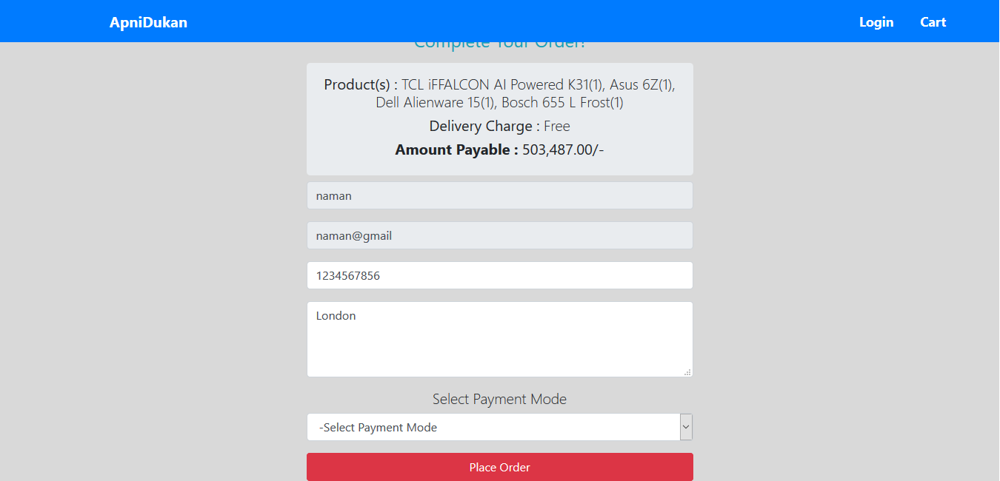 ApniDukan
Login
Cart
Complete Your Order!
Product(s) : TCL iFFALCON AI Powered K31(1), Asus 6Z(1),
Dell Alienware 15(1), Bosch 655 L Frost(1)
Delivery Charge : Free
Amount Payable : 503,487.00/-
naman
naman@gmail
1234567856
London
Select Payment Mode
-Select Payment Mode
Place Order